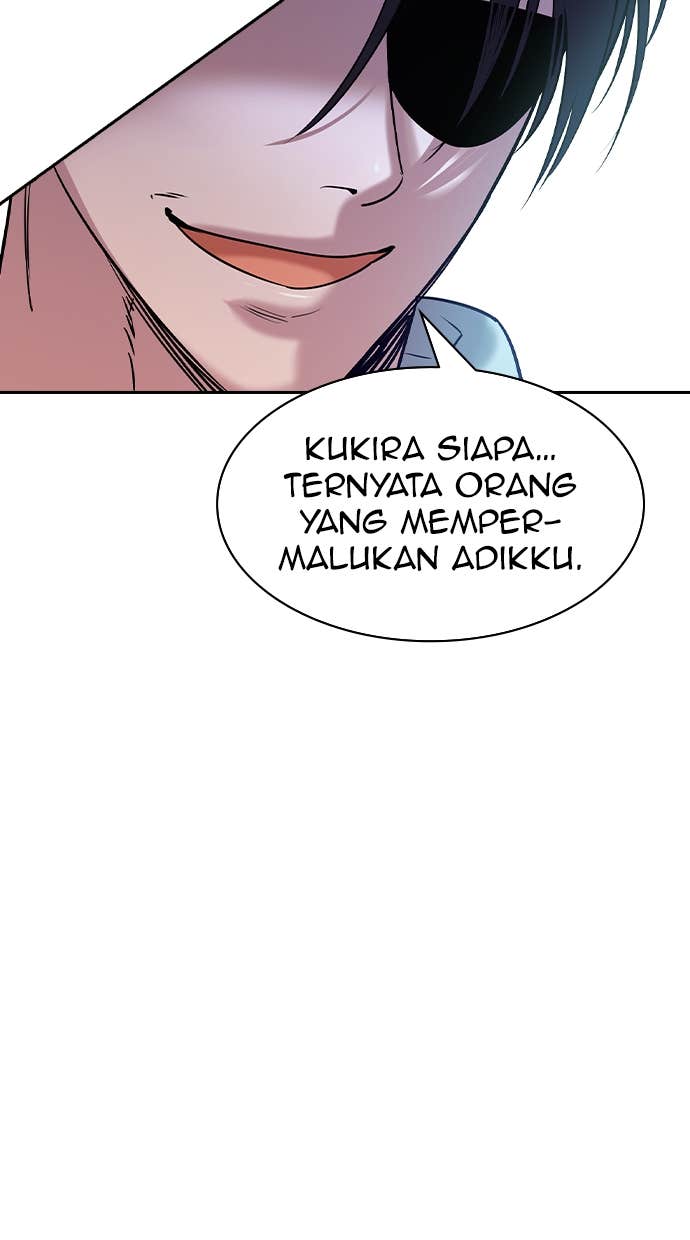 KUKIRA SIAPA...
TERNYATA ORANG
YANG MEMPER-
MALUKAN ADIKKU.